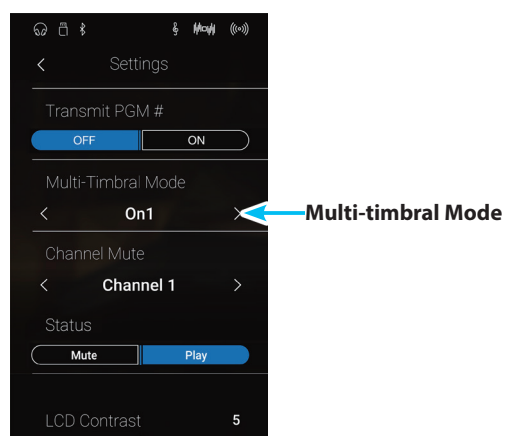 Settings
Transmit PGM #
OFF ON
Multi-Timbral Mode
On1
Multi-timbral Mode
Channel Mute
Channel 1
Status
Mute Play
LCD Contrast 5